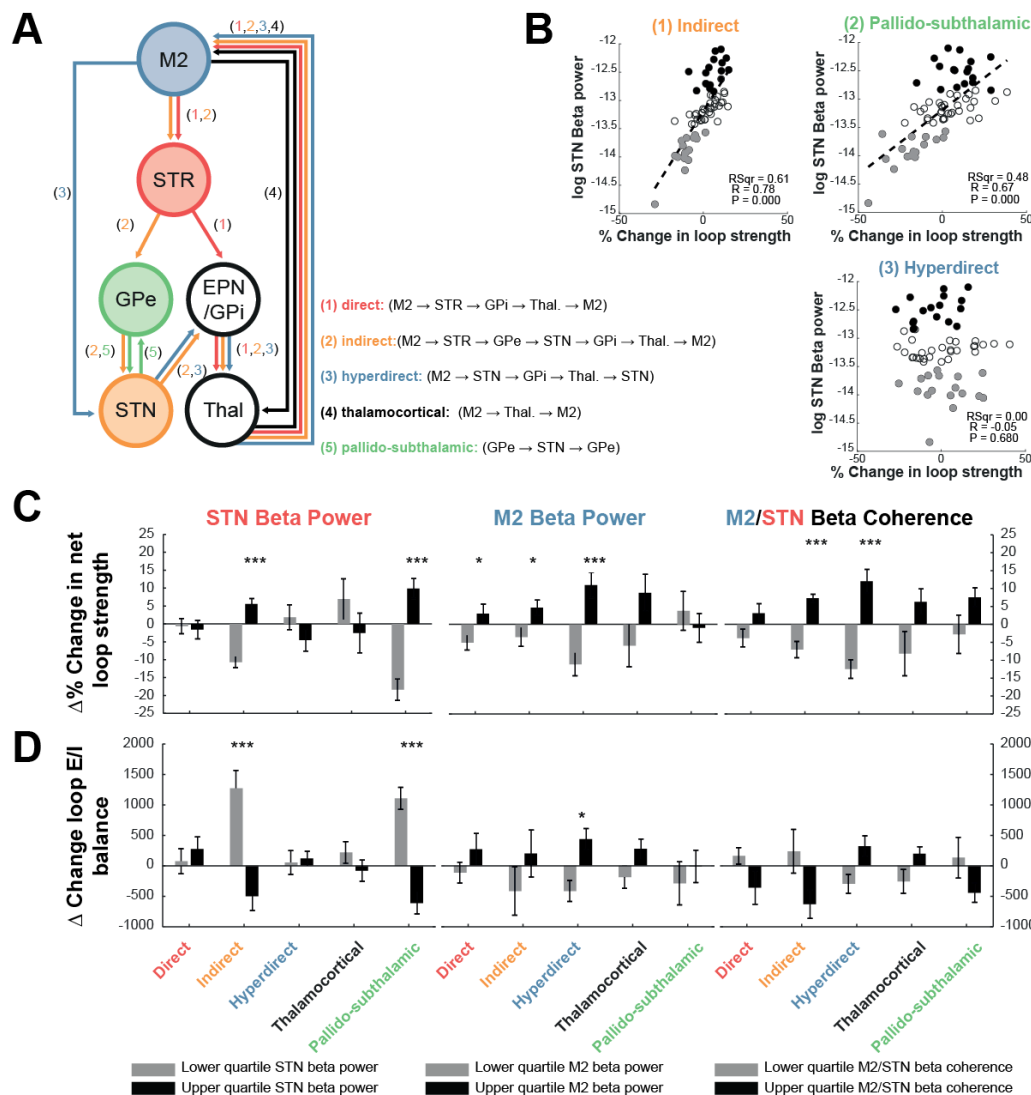 A
(1,2,3,4)
M2
(1,2)
(3)
STR
(4)
(2)
(1)
GPe
EPN
/GPi
(2,5)
(5)
(1,2,3)
(2,3)
STN
Thal
(1) direct: (M2 → STR → GPi → Thal. → M2)
(2) indirect:(M2 → STR → GPe → STN → GPi → Thal → M2)
(3) hyperdirect: (M2 → STN → GPi → Thal. → STN)
(4) thalamocortical: (M2 → Thal. → M2)
(5) pallido-subthalamic: (GPe → STN → GPe)
B
(1) Indirect
log STN Beta power
-12
-12.5
-13
-13.5
-14
-14.5
-15
RSqr = 0.61
R = 0.78
P = 0.000
-50 0 50
% Change in loop strength
(2) Pallido-subthalamic
log STN Beta power
-12
-12.5
-13
-13.5
-14
-14.5
-15
RSqr = 0.48
R = 0.67
P = 0.000
-50 0 50
% Change in loop strength
(3) Hyperdirect
log STN Beta power
-12
-12.5
-13
-13.5
-14
-14.5
-15
RSqr = 0.00
R = -0.05
P = 0.680
-50 0 50
% Change in loop strength
C
STN Beta Power
M2 Beta Power
M2/STN Beta Coherence
Δ% Change in net
loop strength
25 25
20 20
15 15
10 10
5 5
0 0
-5 -5
-10 -10
-15 -15
-20 -20
-25 -25
*** *** * * *** *** ***
D
Δ Change loop E/I
balance
2000 2000
1500 1500
1000 1000
500 500
0 0
-500 -500
-1000 -1000
*** *** *
Direct
Indirect
Hyperdirect
Thalamocortical
Pallido-subthalamic
Direct
Indirect
Hyperdirect
Thalamocortical
Pallido-subthalamic
Direct
Indirect
Hyperdirect
Thalamocortical
Pallido-subthalamic
Lower quartile STN beta power
Upper quartile STN beta power
Lower quartile M2 beta power
Upper quartile M2 beta power
Lower quartile M2/STN beta coherence
Upper quartile M2/STN beta coherence